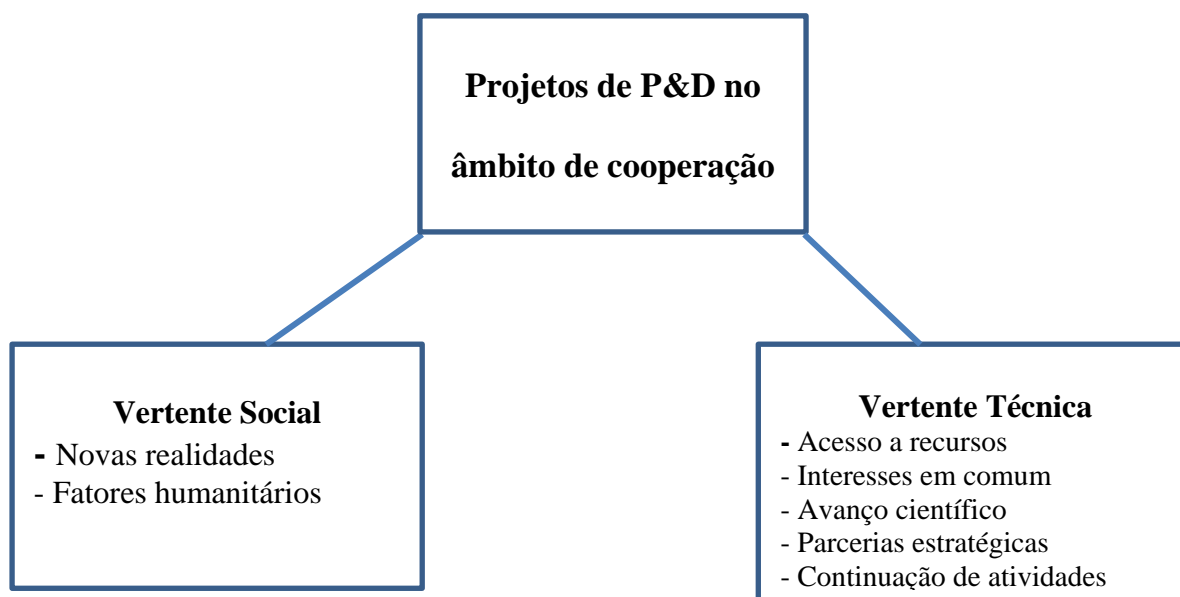 Projetos de P&D no
âmbito de cooperação
Vertente Social
- Novas realidades
- Fatores humanitários
Vertente Técnica
- Acesso a recursos
- Interesses em comum
- Avanço científico
- Parcerias estratégicas
- Continuação de atividades